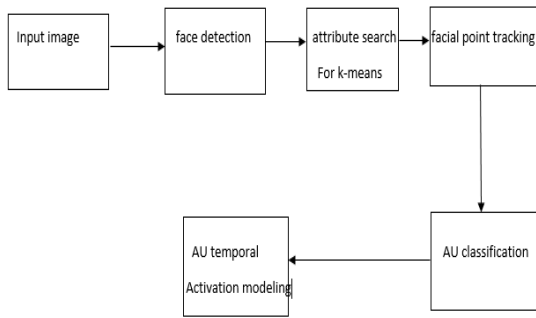 Input image
face detection
attribute search
For k-means
facial point tracking
AU classification
AU temporal
Activation modeling